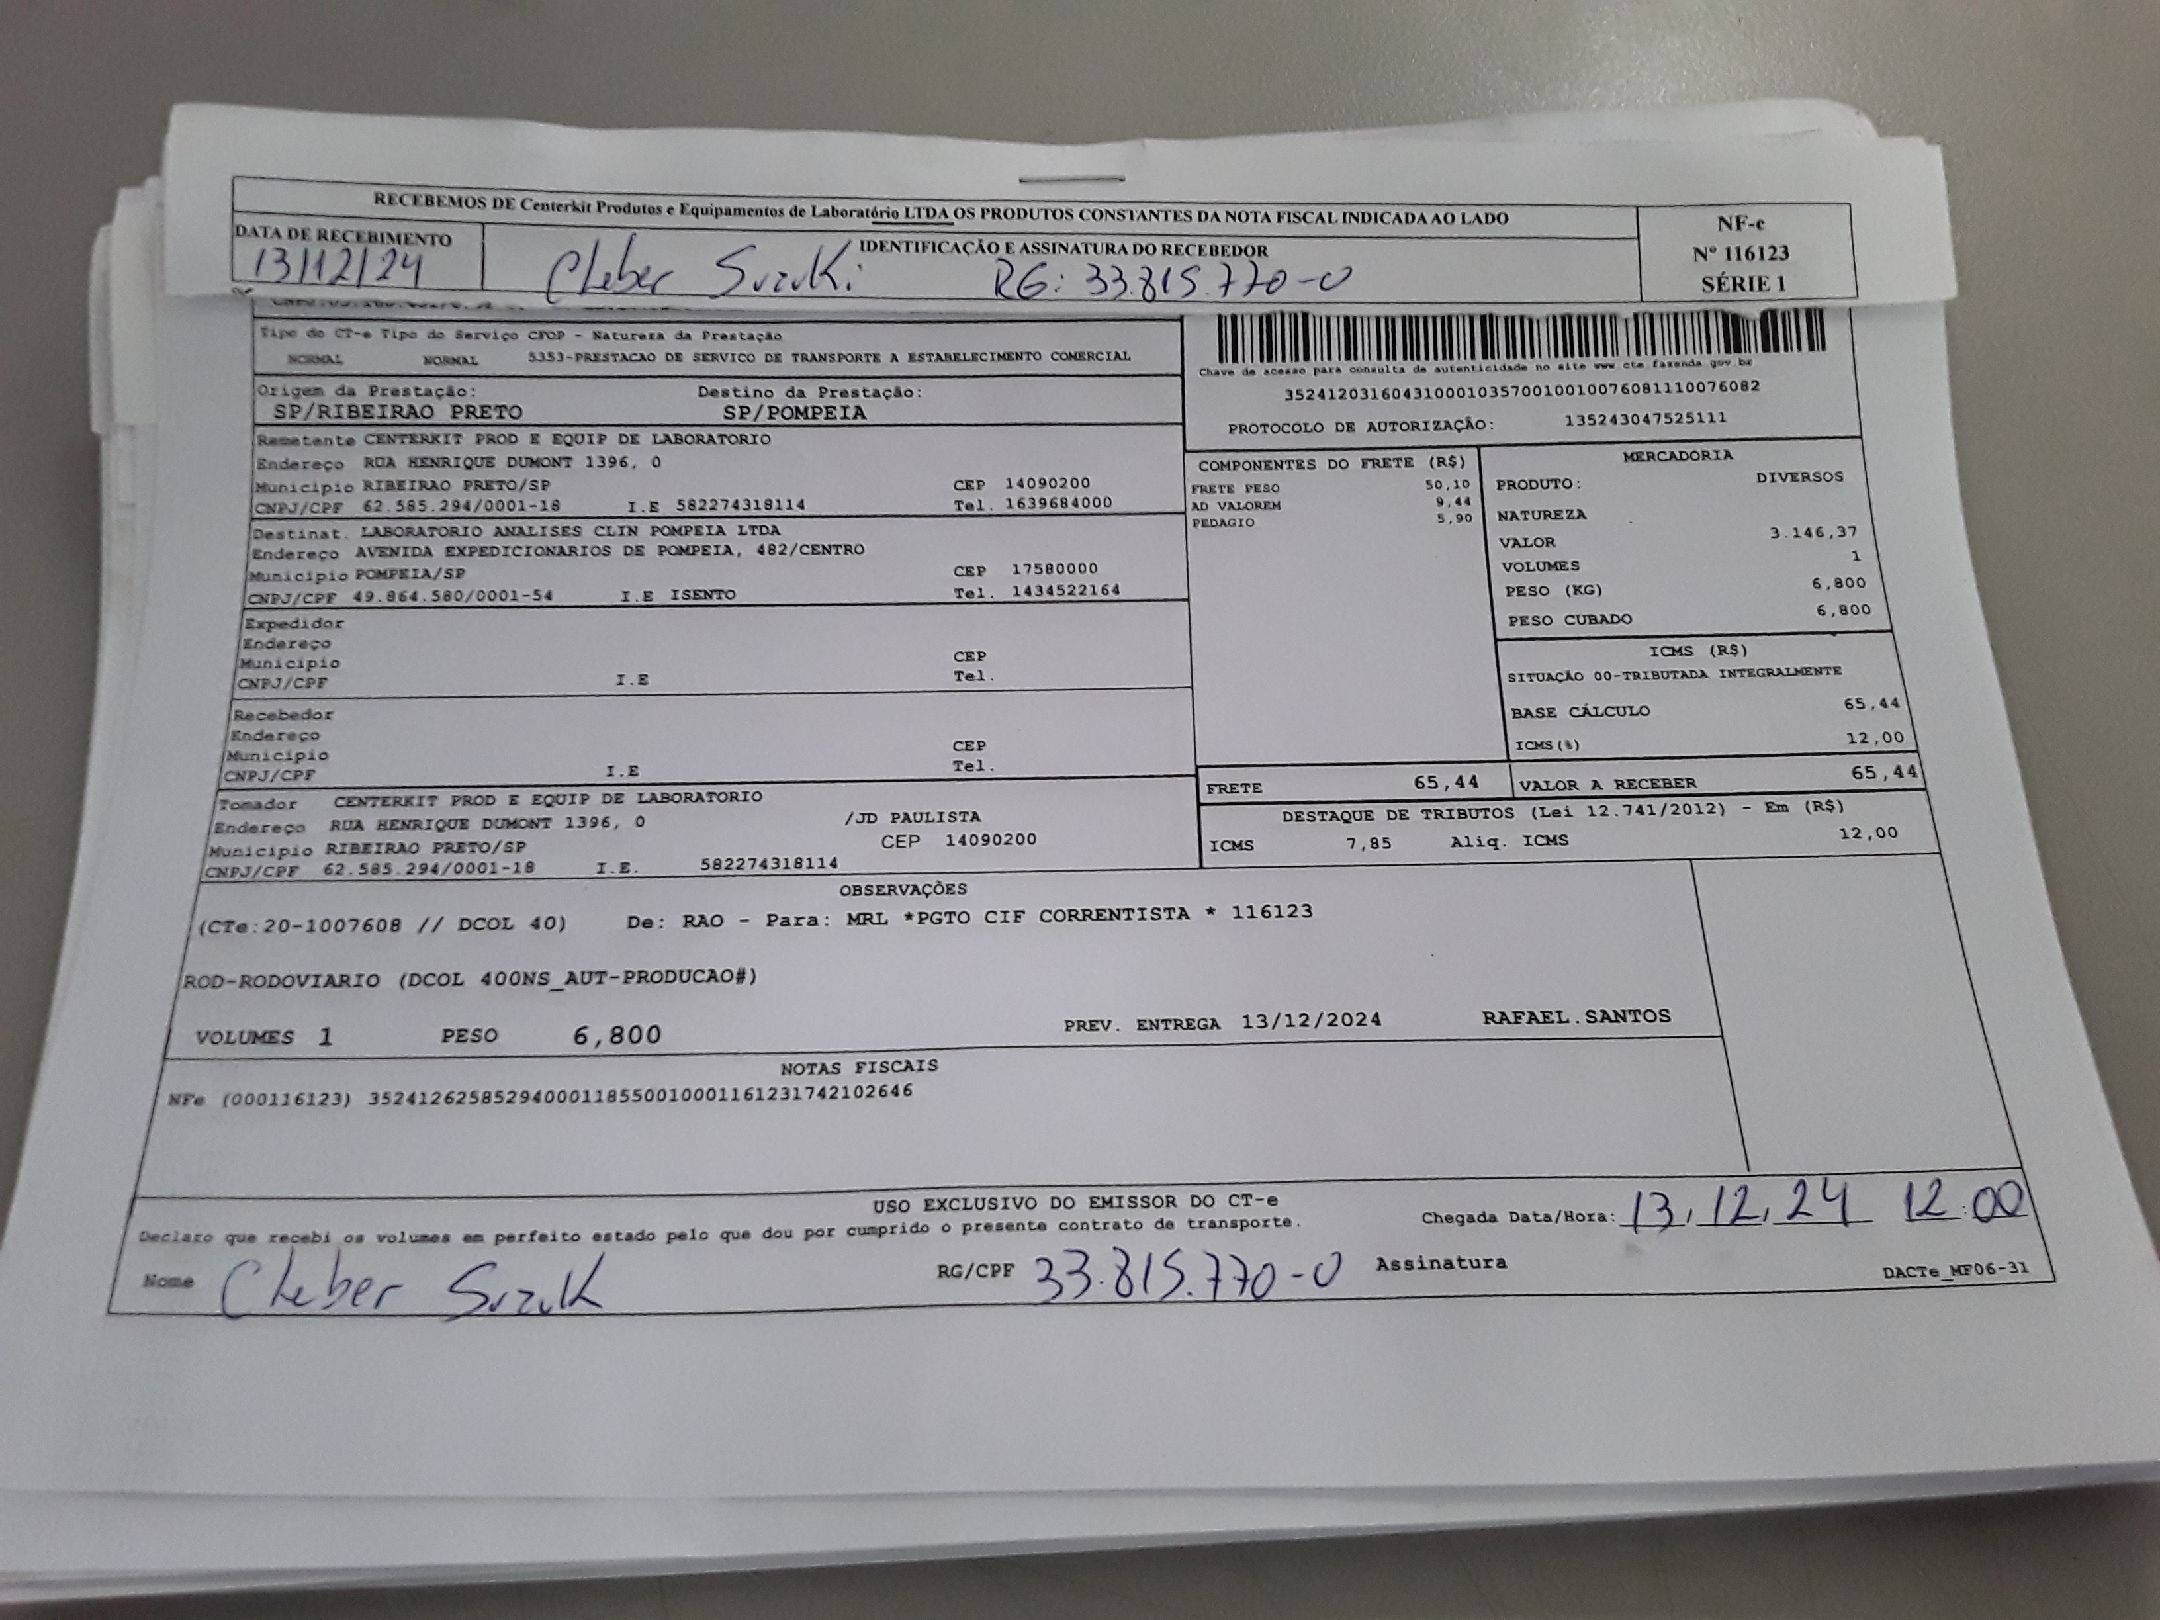 RECEBEMOS DE Centerkit Produtos e Equipamentos de Laboratório LTDA OS PRODUTOS CONSTANTES DA NOTA FISCAL INDICADA AO LADO
NF-e
Nº 116123
SÉRIE 1
DATA DE RECEBIMENTO
13/12/24
IDENTIFICAÇÃO E ASSINATURA DO RECEBEDOR
Cleber Suzuki RG: 33.815.770-0
Tipo do CT-e Tipo do Serviço CFOP - Natureza da Prestação
NORMAL NORMAL 5353-PRESTACAO DE SERVICO DE TRANSPORTE A ESTABELECIMENTO COMERCIAL
Chave de acesso para consulta de autenticidade no site www cte fazenda gov br
35241203160431000103570010010076081110076082
PROTOCOLO DE AUTORIZAÇÃO: 135243047525111
Origem da Prestação: Destino da Prestação:
SP/RIBEIRAO PRETO SP/POMPEIA
Remetente CENTERKIT PROD E EQUIP DE LABORATORIO
Endereço RUA HENRIQUE DUMONT 1396, 0
Municipio RIBEIRAO PRETO/SP CEP 14090200
CNPJ/CPF 62.585.294/0001-18 I.E 582274318114 Tel. 1639684000
Destinat. LABORATORIO ANALISES CLIN POMPEIA LTDA
Endereço AVENIDA EXPEDICIONARIOS DE POMPEIA, 482/CENTRO
Municipio POMPEIA/SP CEP 17580000
CNPJ/CPF 49.864.580/0001-54 I.E ISENTO Tel. 1434522164
Expedidor
Endereço
Municipio CEP
CNPJ/CPF I.E Tel.
Recebedor
Endereço
Municipio CEP
CNPJ/CPF I.E Tel.
Tomador CENTERKIT PROD E EQUIP DE LABORATORIO
Endereço RUA HENRIQUE DUMONT 1396, 0 /JD PAULISTA
Municipio RIBEIRAO PRETO/SP CEP 14090200
CNPJ/CPF 62.585.294/0001-18 I.E. 582274318114
COMPONENTES DO FRETE (R$)
FRETE PESO 50,10
AD VALOREM 9,44
PEDAGIO 5,90
MERCADORIA
PRODUTO: DIVERSOS
NATUREZA
VALOR 3.146,37
VOLUMES 1
PESO (KG) 6,800
PESO CUBADO 6,800
ICMS (R$)
SITUAÇÃO 00-TRIBUTADA INTEGRALMENTE
BASE CÁLCULO 65,44
ICMS(%) 12,00
FRETE 65,44 VALOR A RECEBER 65,44
DESTAQUE DE TRIBUTOS (Lei 12.741/2012) - Em (R$)
ICMS 7,85 Aliq. ICMS 12,00
OBSERVAÇÕES
(CTe:20-1007608 // DCOL 40) De: RAO - Para: MRL *PGTO CIF CORRENTISTA * 116123
ROD-RODOVIARIO (DCOL 400NS_AUT-PRODUCAO#)
VOLUMES 1 PESO 6,800 PREV. ENTREGA 13/12/2024 RAFAEL.SANTOS
NOTAS FISCAIS
NFe (000116123) 35241262585294000118550010001161231742102646
USO EXCLUSIVO DO EMISSOR DO CT-e
Declaro que recebi os volumes em perfeito estado pelo que dou por cumprido o presente contrato de transporte.
Chegada Data/Hora: 13,12,24 12:00
Nome Cleber Suzuk RG/CPF 33.815.770-0 Assinatura
DACTe_MF06-31